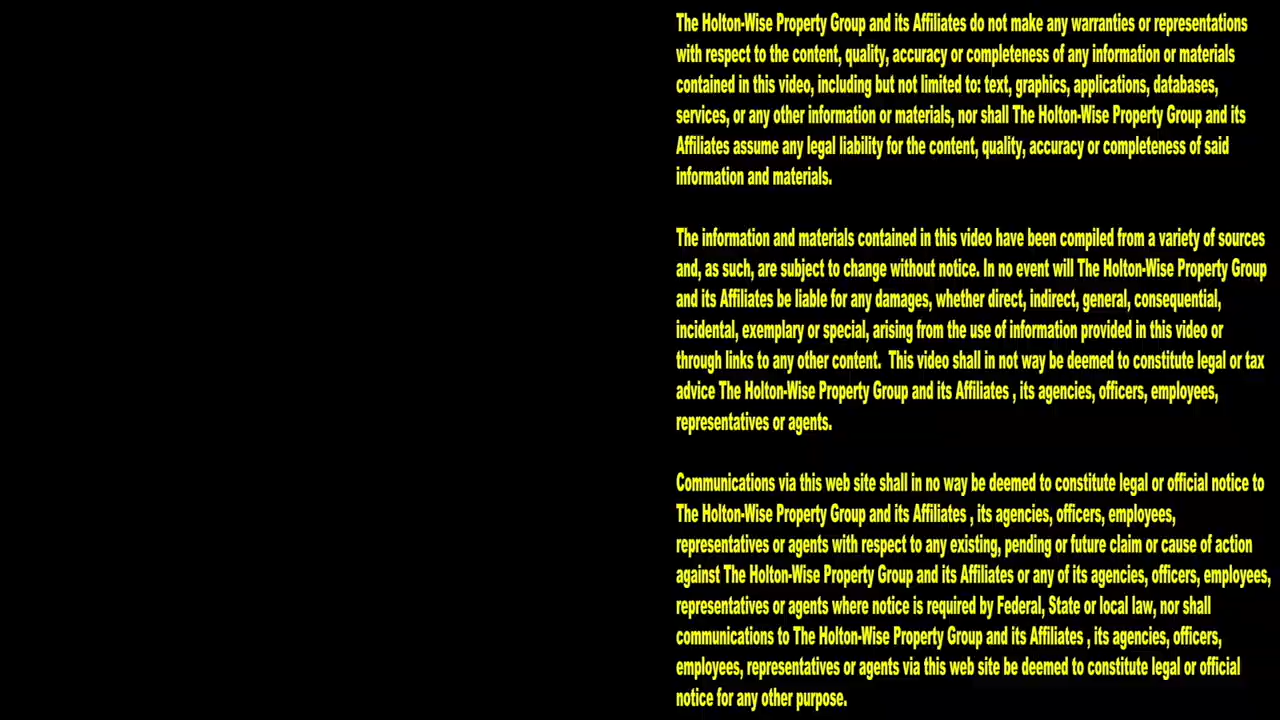 The Holton-Wise Property Group and its Affiliates do not make any warranties or representations
with respect to the content, quality, accuracy or completeness of any information or materials
contained in this video, including but not limited to: text, graphics, applications, databases,
services, or any other information or materials, nor shall The Holton-Wise Property Group and its
Affiliates assume any legal liability for the content, quality, accuracy or completeness of said
information and materials.
The information and materials contained in this video have been compiled from a variety of sources
and, as such, are subject to change without notice. In no event will The Holton-Wise Property Group
and its Affiliates be liable for any damages, whether direct, indirect, general, consequential,
incidental, exemplary or special, arising from the use of information provided in this video or
through links to any other content.  This video shall in not way be deemed to constitute legal or tax
advice The Holton-Wise Property Group and its Affiliates , its agencies, officers, employees,
representatives or agents.
Communications via this web site shall in no way be deemed to constitute legal or official notice to
The Holton-Wise Property Group and its Affiliates , its agencies, officers, employees,
representatives or agents with respect to any existing, pending or future claim or cause of action
against The Holton-Wise Property Group and its Affiliates or any of its agencies, officers, employees,
representatives or agents where notice is required by Federal, State or local law, nor shall
communications to The Holton-Wise Property Group and its Affiliates , its agencies, officers,
employees, representatives or agents via this web site be deemed to constitute legal or official
notice for any other purpose.